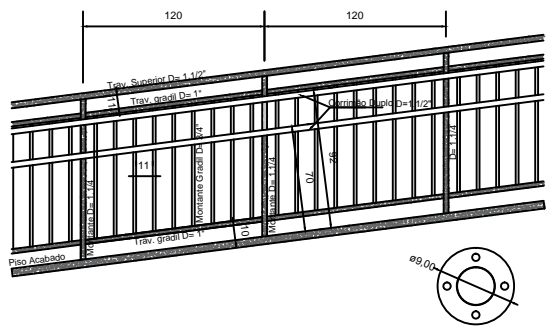 120
120
Trav. Superior D= 1.1/2"
Trav. gradil D= 1"
11
Corrimão Duplo D=1.1/2"
"11"
Montante D= 1.1/4
Montante Gradil D= 3/4"
Montante D= 1.1/4
D= 1.1/4
92
70
10
Trav. gradil D= 1"
Piso Acabado
ø9,00